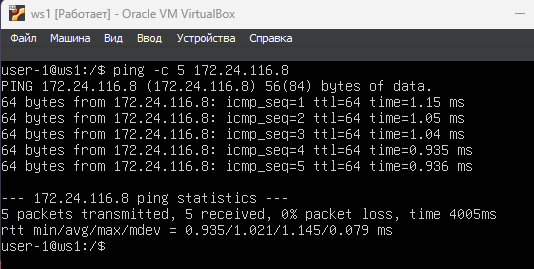 ws1 [Работает] - Oracle VM VirtualBox
Файл Машина Вид Ввод Устройства Справка
user-1@ws1:/$ ping -c 5 172.24.116.8
PING 172.24.116.8 (172.24.116.8) 56(84) bytes of data.
64 bytes from 172.24.116.8: icmp_seq=1 ttl=64 time=1.15 ms
64 bytes from 172.24.116.8: icmp_seq=2 ttl=64 time=1.05 ms
64 bytes from 172.24.116.8: icmp_seq=3 ttl=64 time=1.04 ms
64 bytes from 172.24.116.8: icmp_seq=4 ttl=64 time=0.935 ms
64 bytes from 172.24.116.8: icmp_seq=5 ttl=64 time=0.936 ms
--- 172.24.116.8 ping statistics ---
5 packets transmitted, 5 received, 0% packet loss, time 4005ms
rtt min/avg/max/mdev = 0.935/1.021/1.145/0.079 ms
user-1@ws1:/$